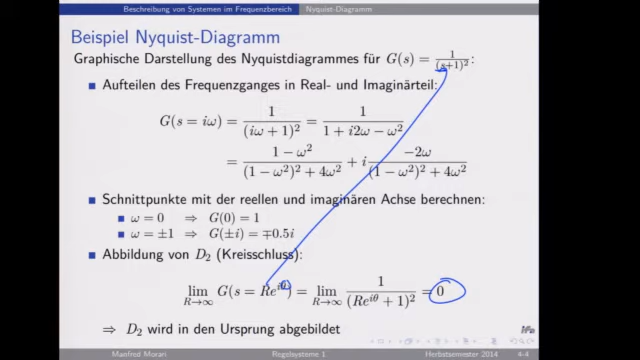 Beschreibung von Systemen im Frequenzbereich Nyquist-Diagramm
Beispiel Nyquist-Diagramm
Graphische Darstellung des Nyquistdiagrammes für G(s) = 1/(s+1)²:
■ Aufteilen des Frequenzganges in Real- und Imaginärteil:
G(s = iω) = 1/(iω + 1)² = 1/(1 + i2ω − ω²)
= (1 − ω²)/((1 − ω²)² + 4ω²) + i (−2ω)/((1 − ω²)² + 4ω²)
■ Schnittpunkte mit der reellen und imaginären Achse berechnen:
■ ω = 0 ⇒ G(0) = 1
■ ω = ±1 ⇒ G(±i) = ∓0.5i
■ Abbildung von D₂ (Kreisschluss):
lim R→∞ G(s = Re^{iθ}) = lim R→∞ 1/(Re^{iθ} + 1)² = 0
⇒ D₂ wird in den Ursprung abgebildet
Manfred Morari Regelsysteme 1 Herbstsemester 2014 4-4